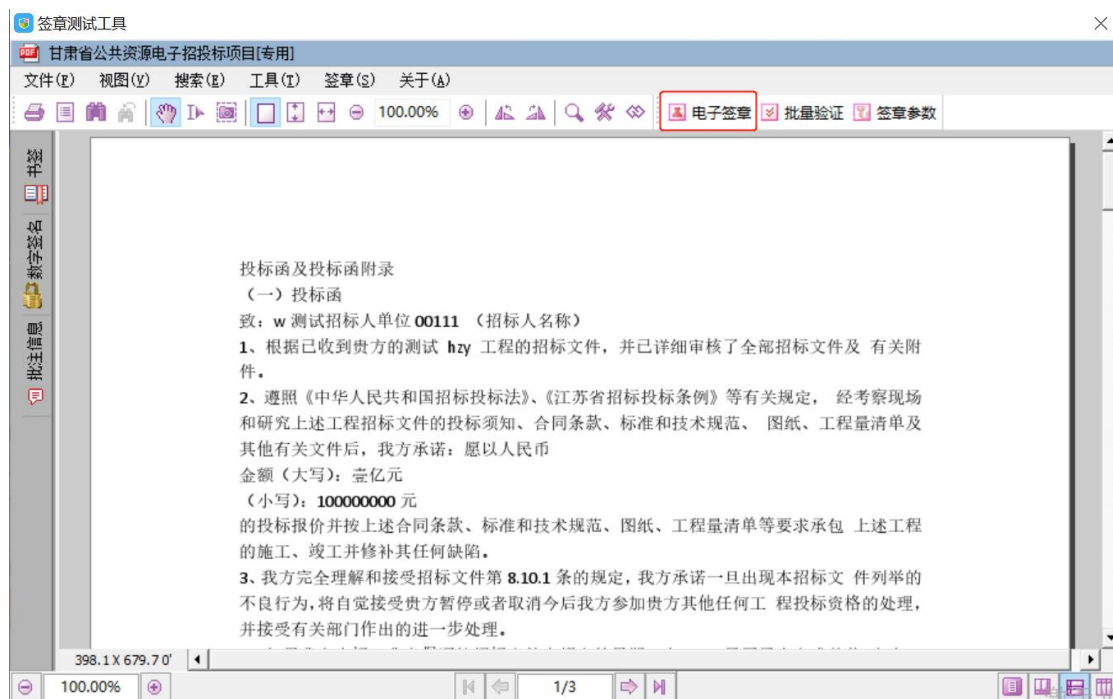 签章测试工具
甘肃省公共资源电子招投标项目[专用]
文件(F) 视图(V) 搜索(E) 工具(T) 签章(S) 关于(A)
100.00% 电子签章 批量验证 签章参数
书签
数字签名
批注信息
投标函及投标函附录
（一）投标函
致：w 测试招标人单位 00111 （招标人名称）
1、根据已收到贵方的测试 hzy 工程的招标文件，并已详细审核了全部招标文件及 有关附
件。
2、遵照《中华人民共和国招标投标法》、《江苏省招标投标条例》等有关规定， 经考察现场
和研究上述工程招标文件的投标须知、合同条款、标准和技术规范、 图纸、工程量清单及
其他有关文件后，我方承诺：愿以人民币
金额（大写）：壹亿元
（小写）：100000000 元
的投标报价并按上述合同条款、标准和技术规范、图纸、工程量清单等要求承包 上述工程
的施工、竣工并修补其任何缺陷。
3、我方完全理解和接受招标文件第 8.10.1 条的规定，我方承诺一旦出现本招标文 件列举的
不良行为，将自觉接受贵方暂停或者取消今后我方参加贵方其他任何工 程投标资格的处理，
并接受有关部门作出的进一步处理。
398.1 X 679.7 0'
100.00% 1/3